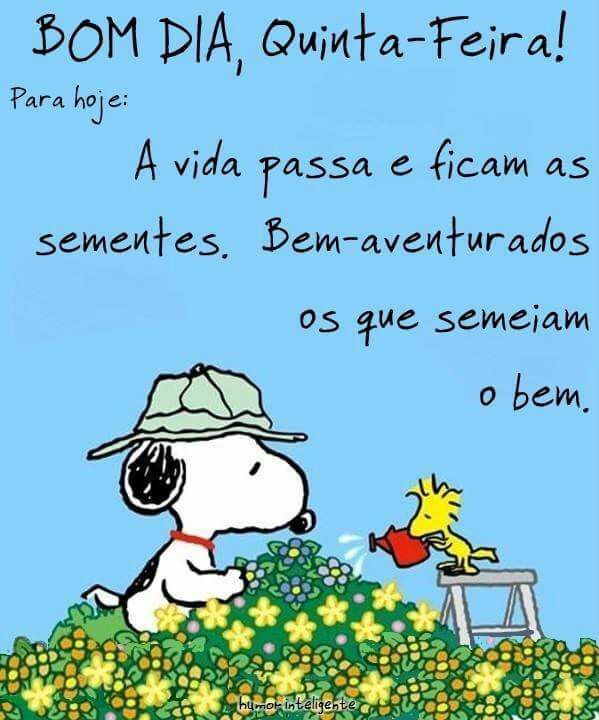 BOM DIA, Quinta-Feira!
Para hoje:
A vida passa e ficam as
sementes. Bem-aventurados
os que semeiam
o bem.
humor inteligente